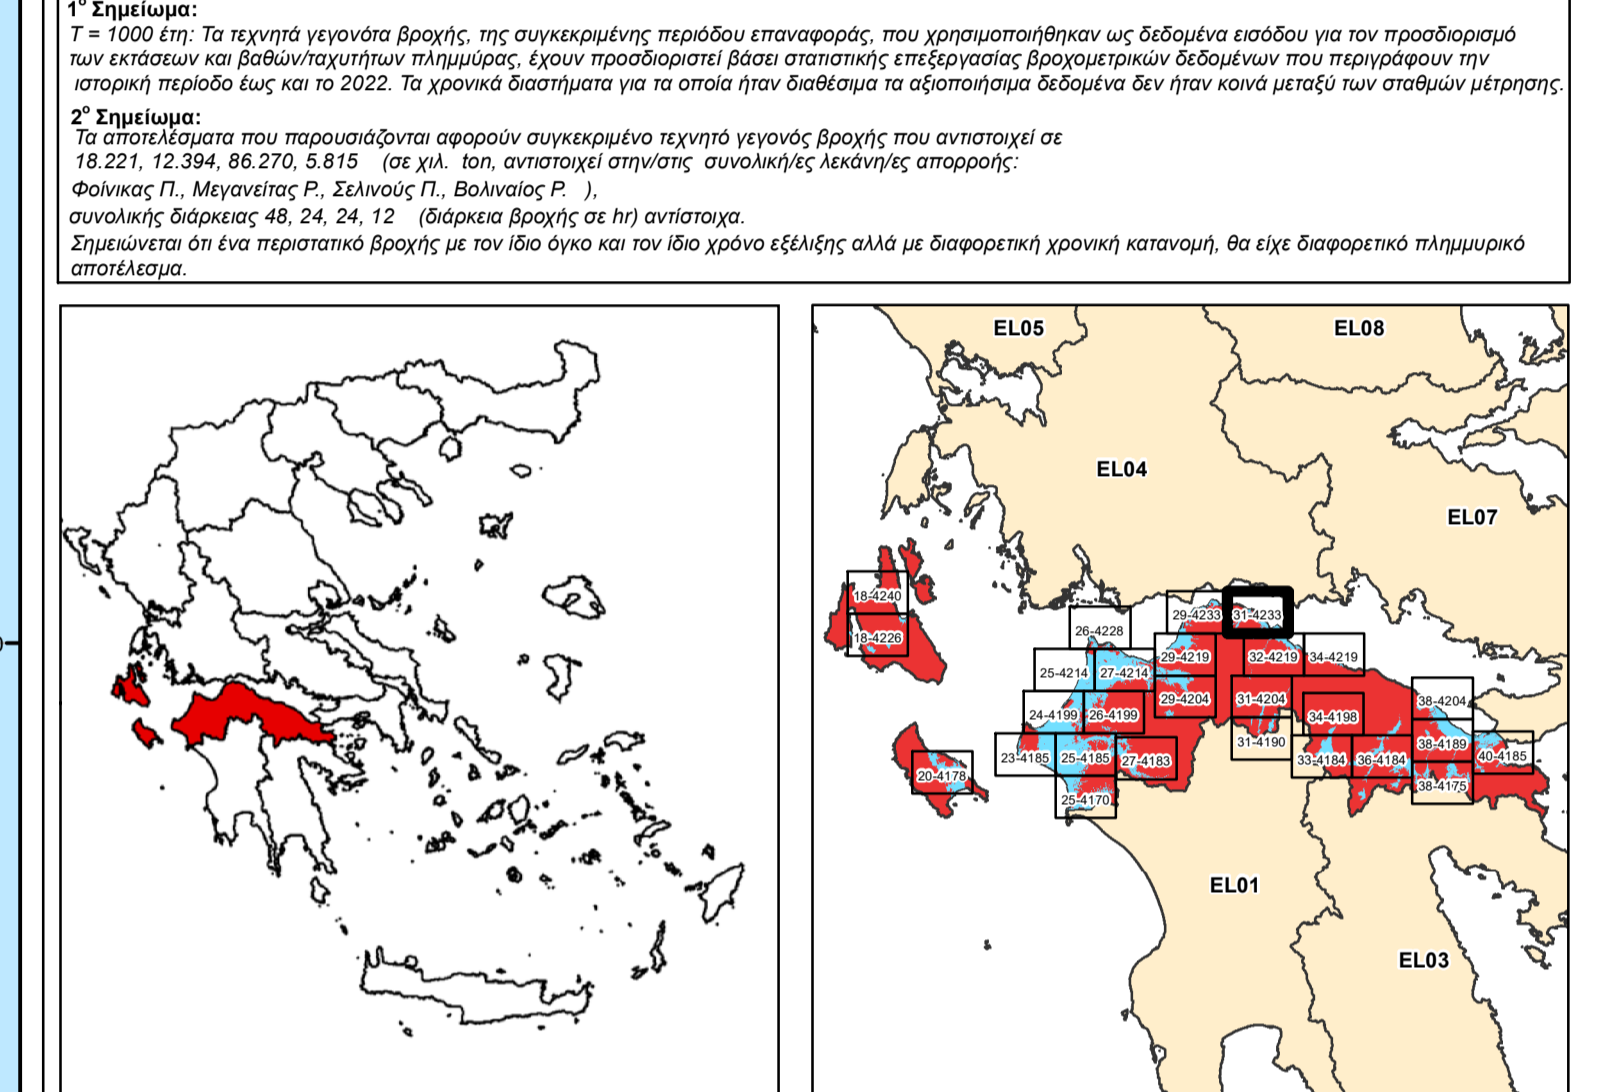 1ο Σημείωμα:
T = 1000 έτη: Τα τεχνητά γεγονότα βροχής, της συγκεκριμένης περιόδου επαναφοράς, που χρησιμοποιήθηκαν ως δεδομένα εισόδου για τον προσδιορισμό
των εκτάσεων και βαθών/ταχυτήτων πλημμύρας, έχουν προσδιοριστεί βάσει στατιστικής επεξεργασίας βροχομετρικών δεδομένων που περιγράφουν την
ιστορική περίοδο έως και το 2022. Τα χρονικά διαστήματα για τα οποία ήταν διαθέσιμα τα αξιοποιήσιμα δεδομένα δεν ήταν κοινά μεταξύ των σταθμών μέτρησης.
2ο Σημείωμα:
Τα αποτελέσματα που παρουσιάζονται αφορούν συγκεκριμένο τεχνητό γεγονός βροχής που αντιστοιχεί σε
18.221, 12.394, 86.270, 5.815 (σε χιλ. ton, αντιστοιχεί στην/στις συνολική/ες λεκάνη/ες απορροής:
Φοίνικας Π., Μεγανείτας Ρ., Σελινούς Π., Βολιναίος Ρ. ),
συνολικής διάρκειας 48, 24, 24, 12 (διάρκεια βροχής σε hr) αντίστοιχα.
Σημειώνεται ότι ένα περιστατικό βροχής με τον ίδιο όγκο και τον ίδιο χρόνο εξέλιξης αλλά με διαφορετική χρονική κατανομή, θα είχε διαφορετικό πλημμυρικό
αποτέλεσμα.
EL05
EL08
EL04
EL07
18-4240
18-4226
29-4233
31-4233
26-4228
29-4219
32-4219
34-4219
25-4214
27-4214
29-4204
31-4204
38-4204
24-4199
26-4199
34-4198
31-4190
38-4189
23-4185
25-4185
27-4183
33-4184
36-4184
40-4185
20-4178
38-4175
25-4170
EL01
EL03